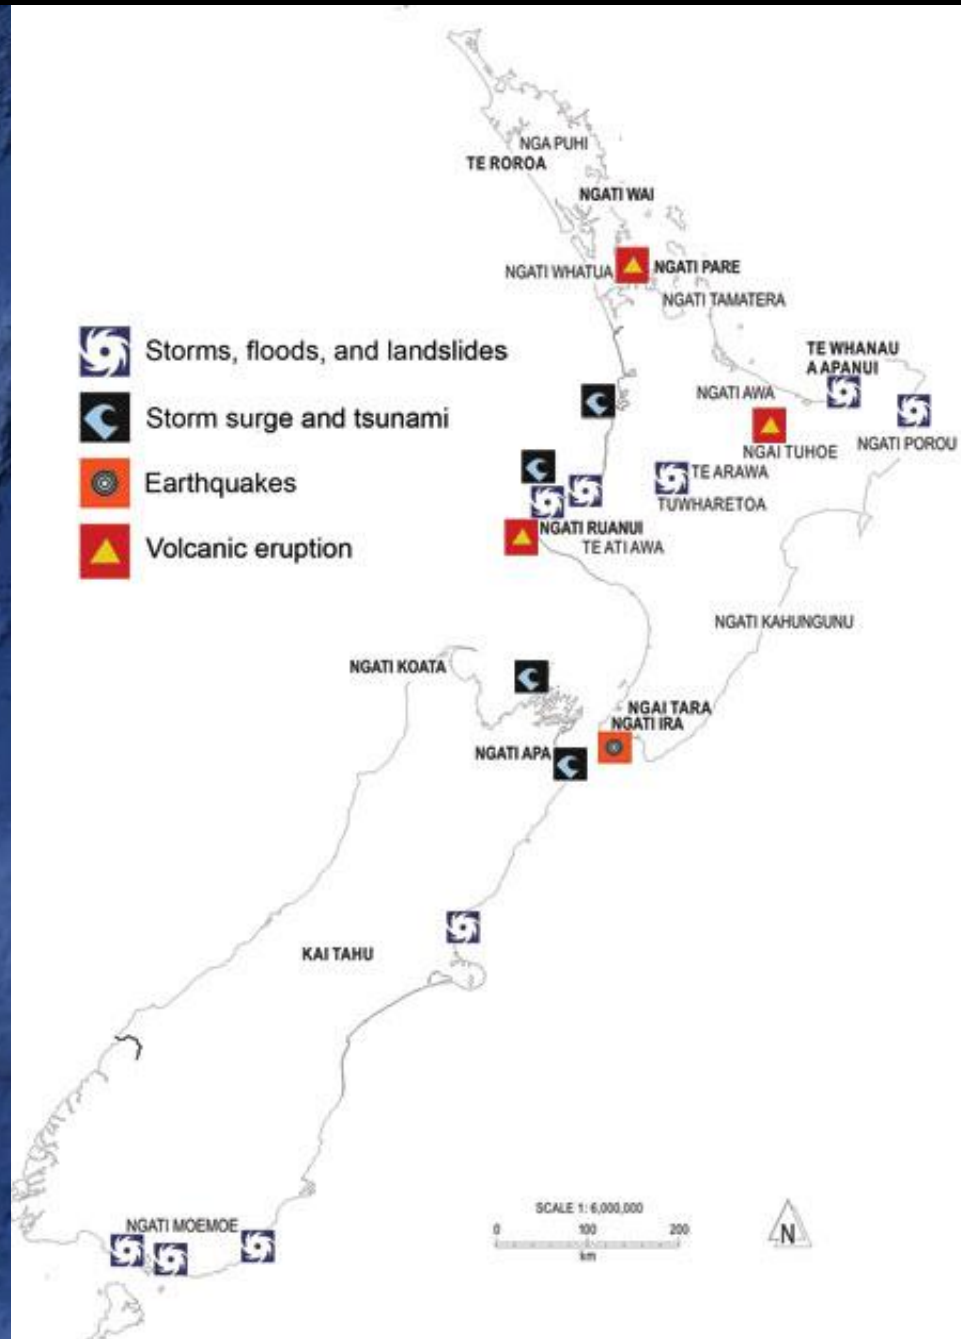 NGA PUHI
TE ROROA
NGATI WAI
NGATI WHATUA
NGATI PARE
NGATI TAMATERA
Storms, floods, and landslides
Storm surge and tsunami
Earthquakes
Volcanic eruption
TE WHANAU
A APANUI
NGATI AWA
NGATI POROU
NGAI TUHOE
TE ARAWA
TUWHARETOA
NGATI RUANUI
TE ATI AWA
NGATI KAHUNGUNU
NGATI KOATA
NGAI TARA
NGATI IRA
NGATI APA
KAI TAHU
NGATI MOEMOE
SCALE 1: 6,000,000
0 100 200
km
N